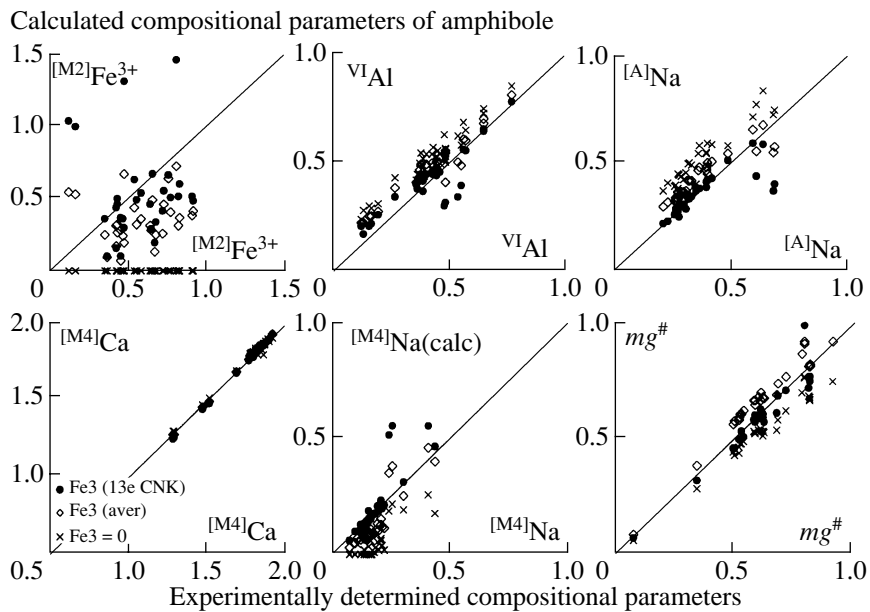 Calculated compositional parameters of amphibole
1.5
[M2]Fe3+
1.0
0.5
[M2]Fe3+
0
0.5
1.0
1.5
1.0
VIAl
0.5
VIAl
0
0.5
1.0
1.0
[A]Na
0.5
[A]Na
0
0.5
1.0
2.0
[M4]Ca
1.5
1.0
Fe3 (13e CNK)
Fe3 (aver)
Fe3 = 0
[M4]Ca
0.5
1.0
1.5
2.0
1.0
[M4]Na(calc)
0.5
[M4]Na
0
0.5
1.0
1.0
mg#
0.5
mg#
0
0.5
1.0
Experimentally determined compositional parameters